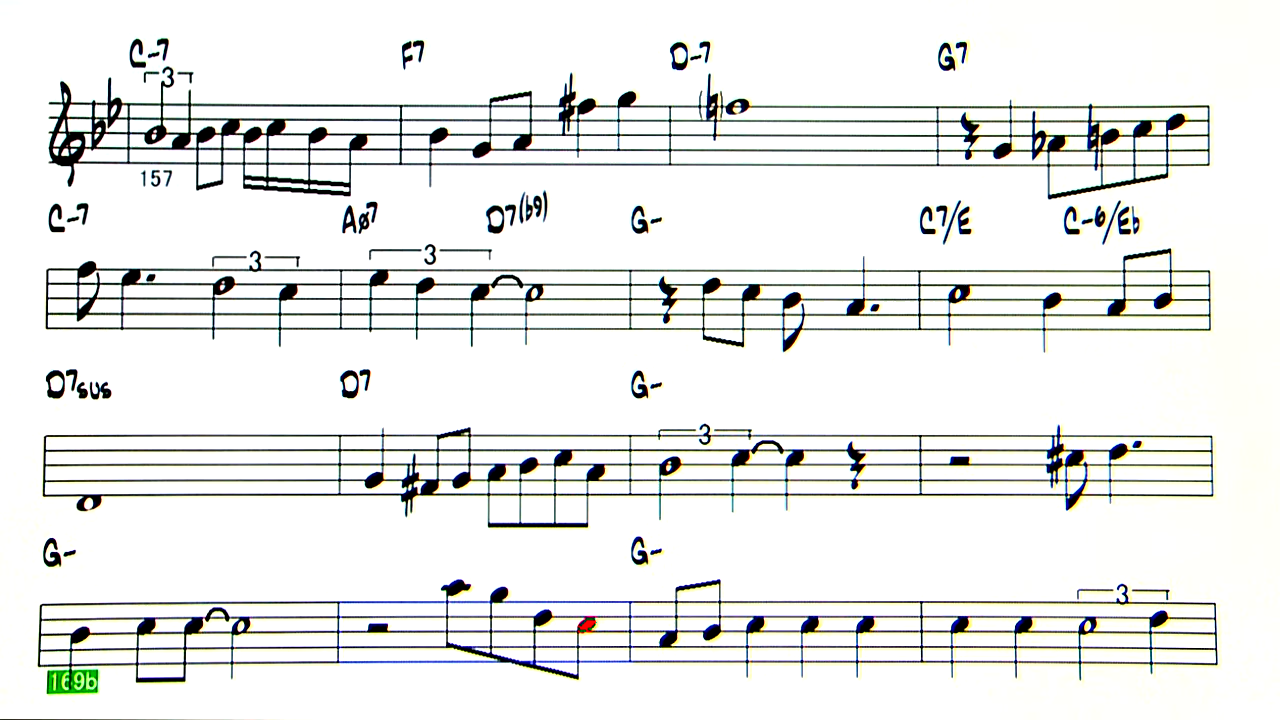 C-7 F7 D-7 G7
3
157
C-7 Aø7 D7(b9) G- C7/E C-6/Eb
3 3
D7sus D7 G-
3
G- G-
3
169b